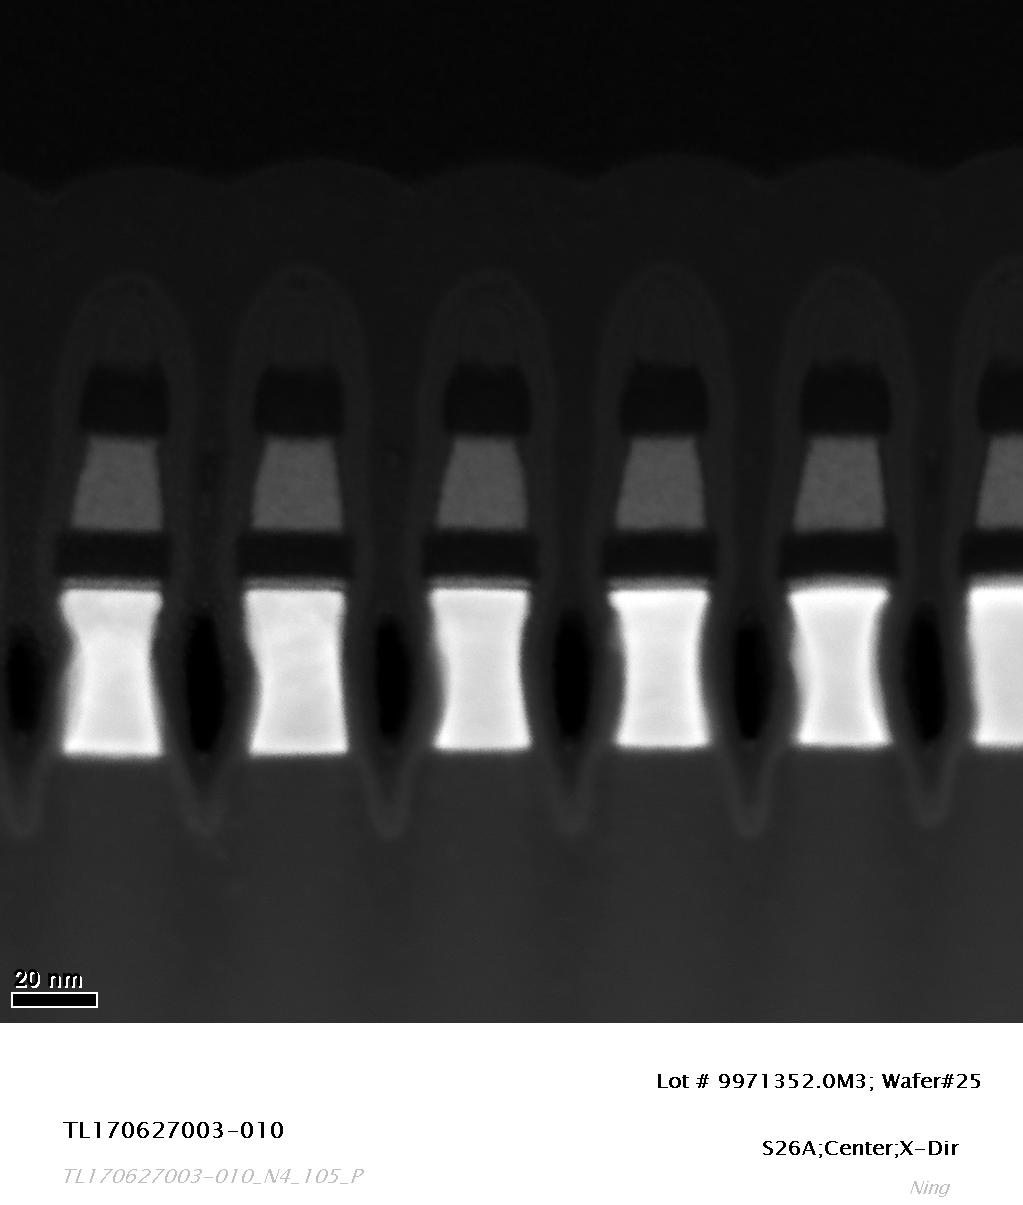 20 nm
Lot # 9971352.0M3; Wafer#25
TL170627003-010
S26A;Center;X-Dir
TL170627003-010_N4_105_P
Ning